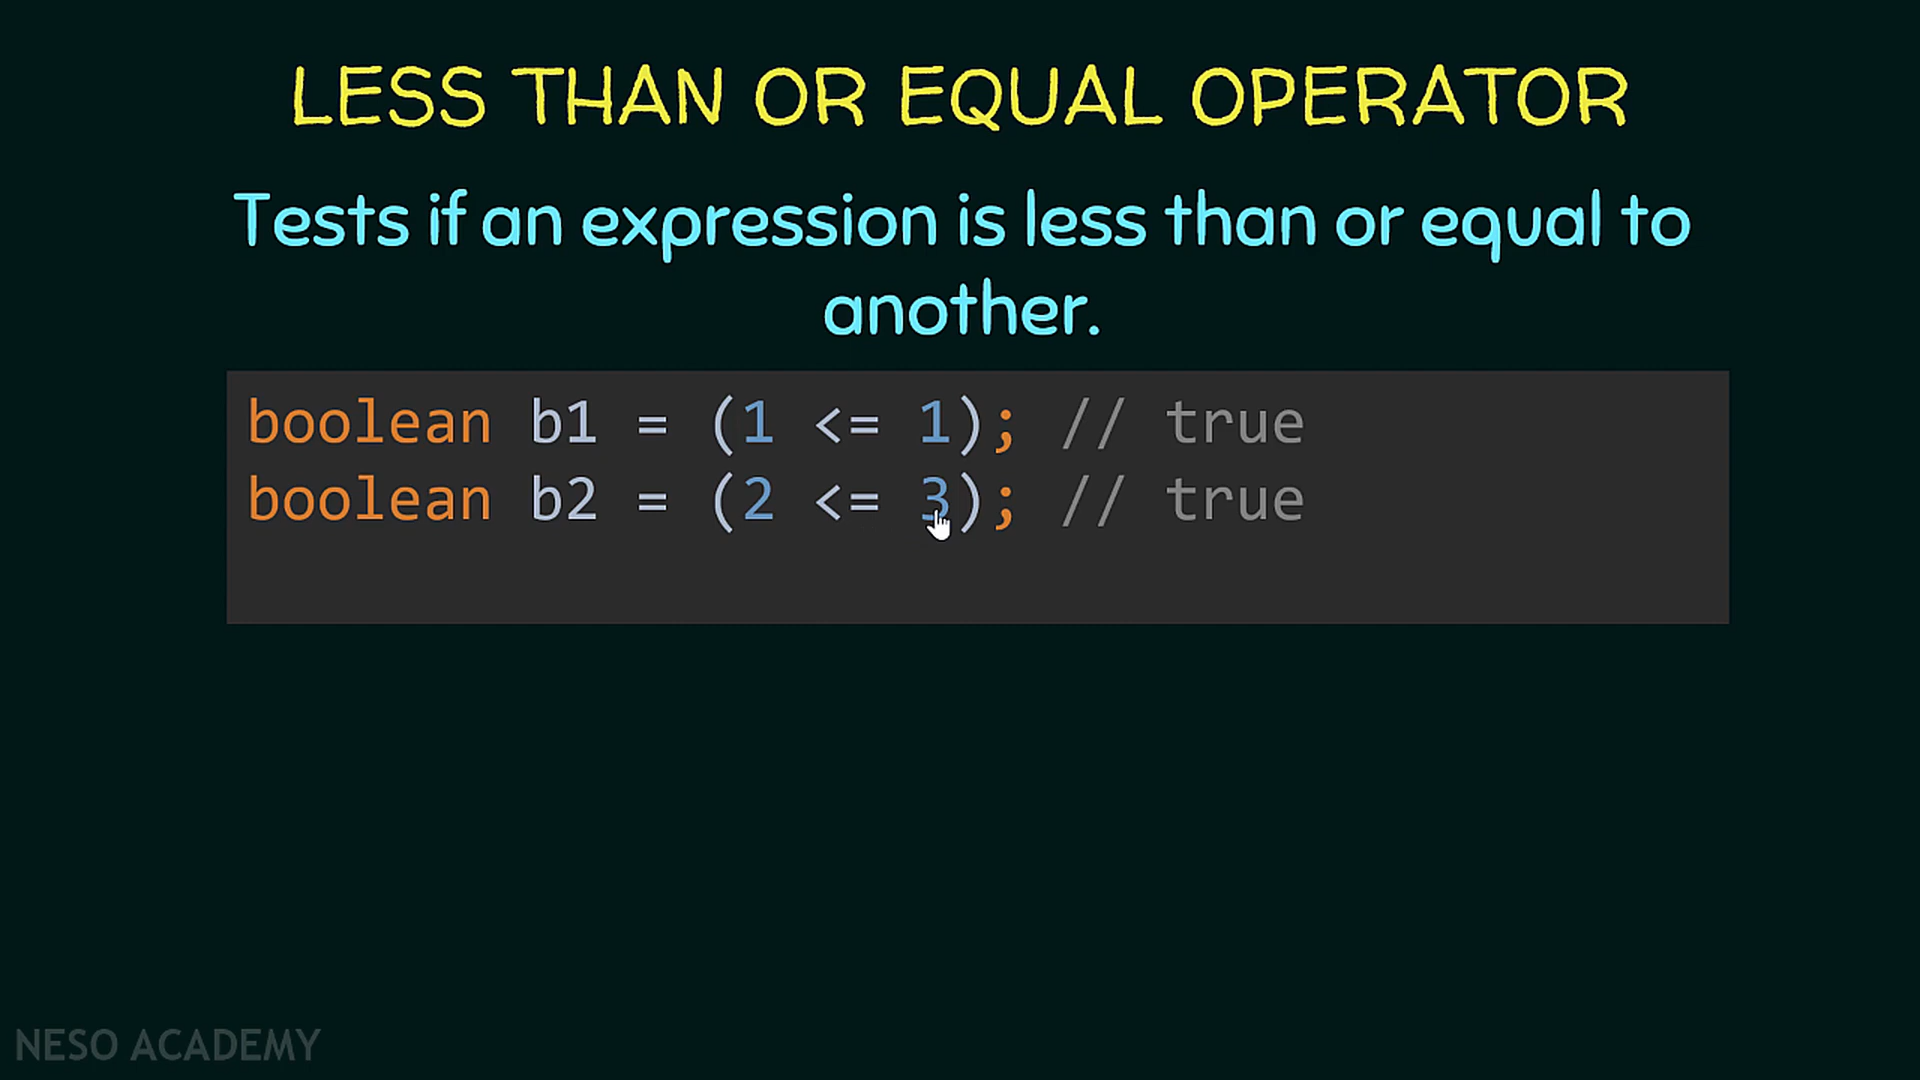 LESS THAN OR EQUAL OPERATOR
Tests if an expression is less than or equal to
another.
boolean b1 = (1 <= 1); // true
boolean b2 = (2 <= 3); // true
NESO ACADEMY